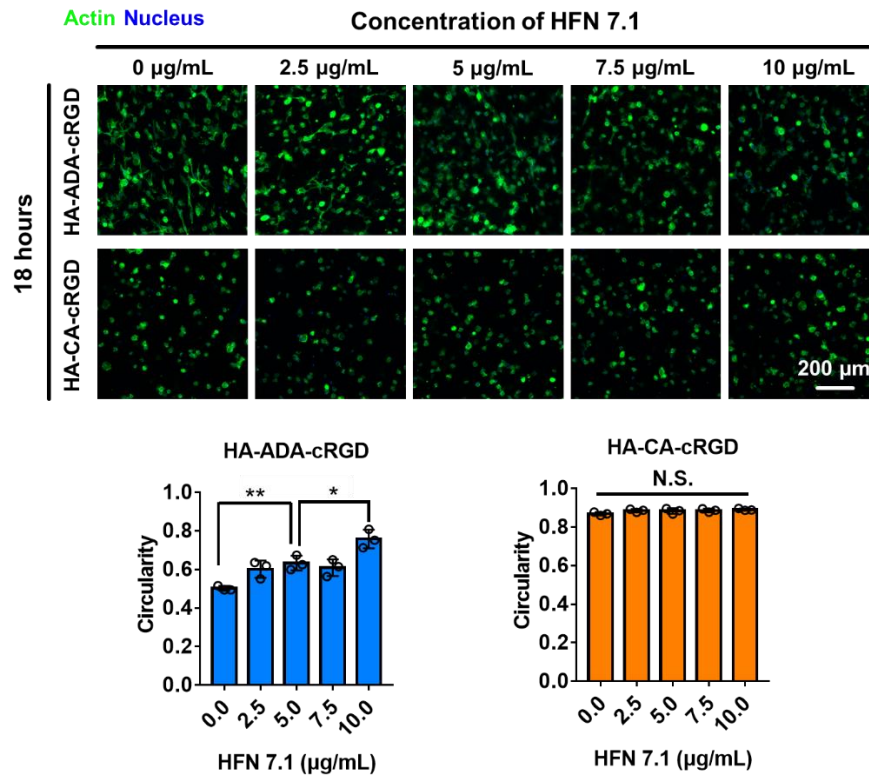 Actin Nucleus
Concentration of HFN 7.1
0 µg/mL 2.5 µg/mL 5 µg/mL 7.5 µg/mL 10 µg/mL
18 hours
HA-ADA-cRGD
HA-CA-cRGD
200 µm
HA-ADA-cRGD
** *
Circularity
1.0
0.8
0.6
0.4
0.2
0.0
0.0 2.5 5.0 7.5 10.0
HFN 7.1 (µg/mL)
HA-CA-cRGD
N.S.
Circularity
1.0
0.8
0.6
0.4
0.2
0.0
0.0 2.5 5.0 7.5 10.0
HFN 7.1 (µg/mL)